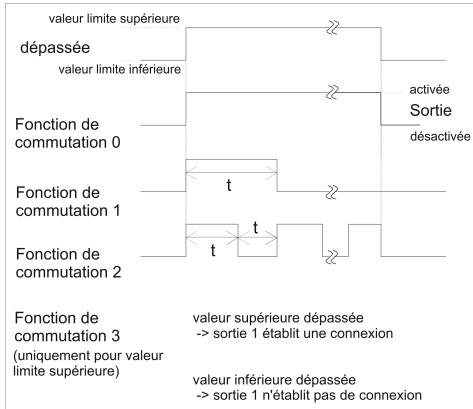 valeur limite supérieure
dépassée
valeur limite inférieure
activée
Sortie
désactivée
Fonction de
commutation 0
t
Fonction de
commutation 1
t
t
Fonction de
commutation 2
Fonction de
commutation 3
(uniquement pour valeur
limite supérieure)
valeur supérieure dépassée
-> sortie 1 établit une connexion
valeur inférieure dépassée
-> sortie 1 n'établit pas de connexion